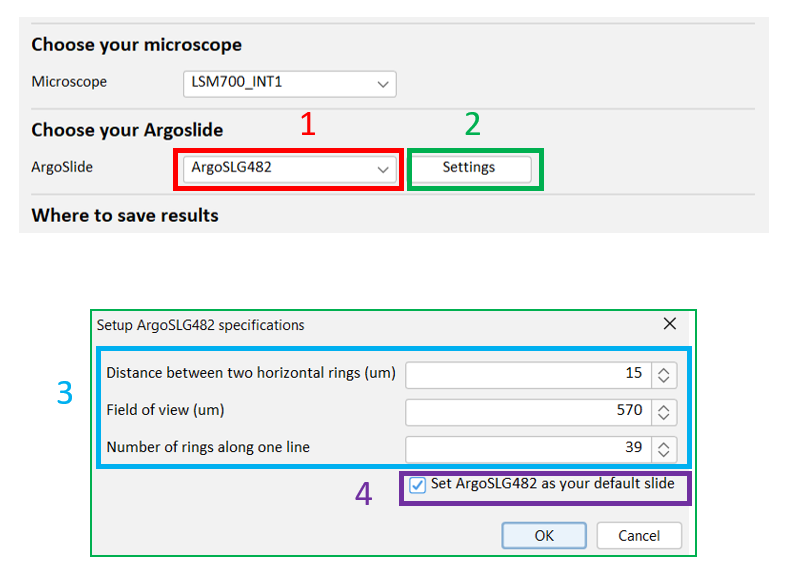 Choose your microscope
Microscope LSM700_INT1
Choose your Argoslide 1 2
ArgoSlide ArgoSLG482 Settings
Where to save results
Setup ArgoSLG482 specifications
Distance between two horizontal rings (um) 15
3 Field of view (um) 570
Number of rings along one line 39
4 Set ArgoSLG482 as your default slide
OK Cancel